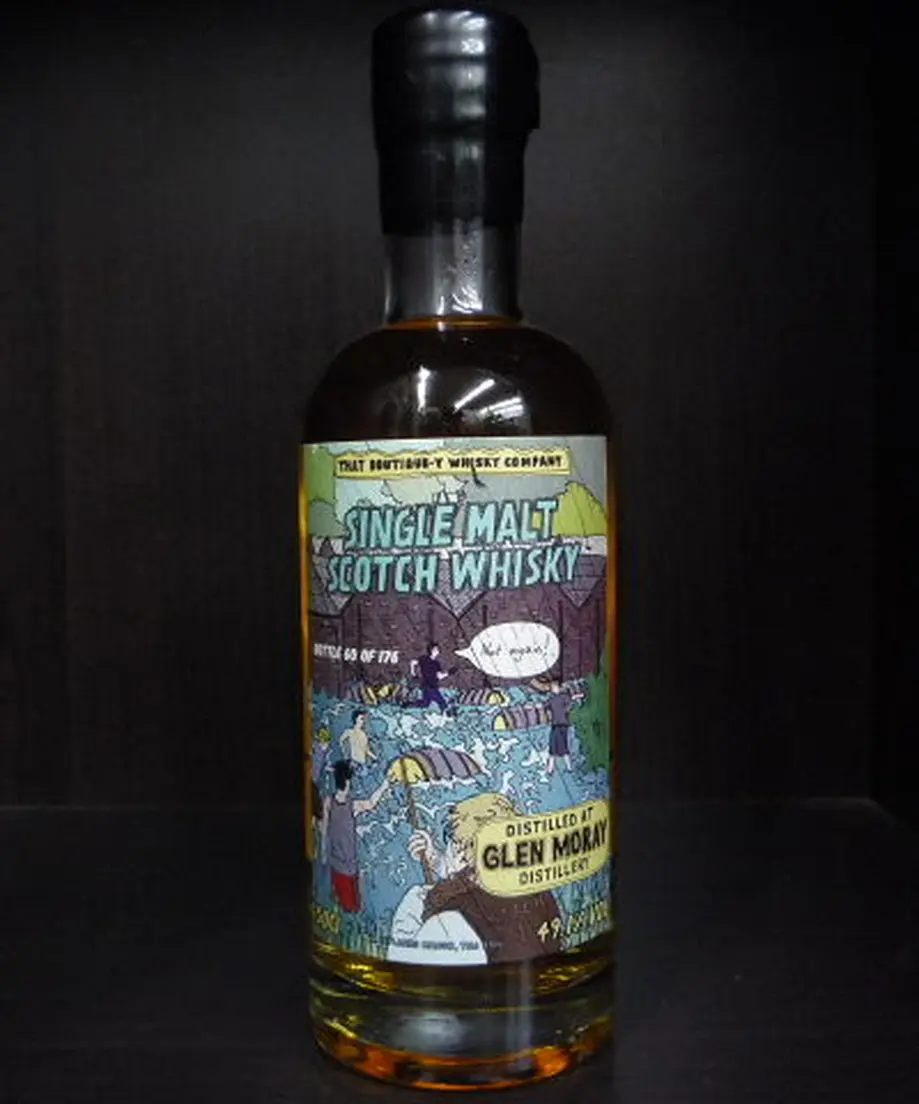 THAT BOUTIQUE-Y WHISKY COMPANY
SINGLE MALT
SCOTCH WHISKY
BOTTLE 60 OF 176
Not again!
DISTILLED AT
GLEN MORAY
DISTILLERY